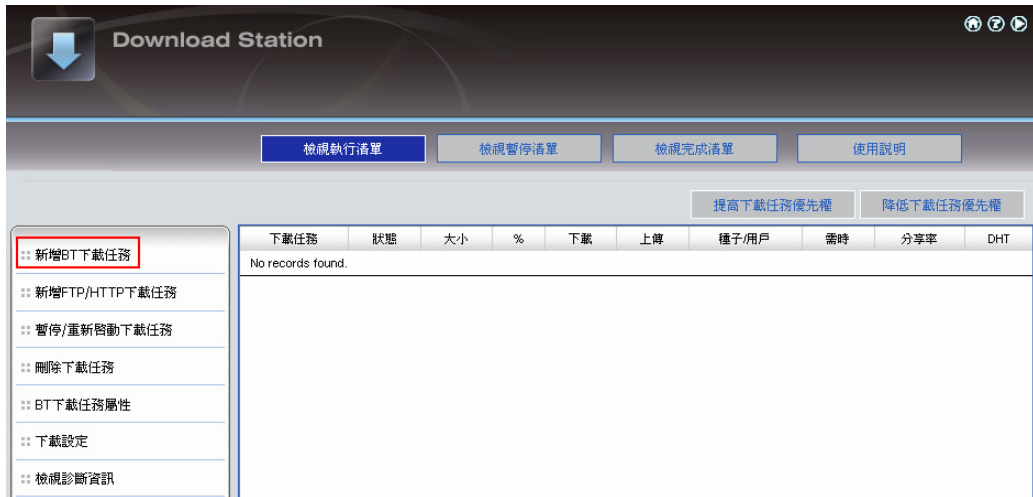 Download Station
檢視執行清單 檢視暫停清單 檢視完成清單 使用說明
提高下載任務優先權 降低下載任務優先權
下載任務 狀態 大小 % 下載 上傳 種子/用戶 需時 分享率 DHT
No records found.
新增BT下載任務
新增FTP/HTTP下載任務
暫停/重新啓動下載任務
刪除下載任務
BT下載任務屬性
下載設定
檢視診斷資訊